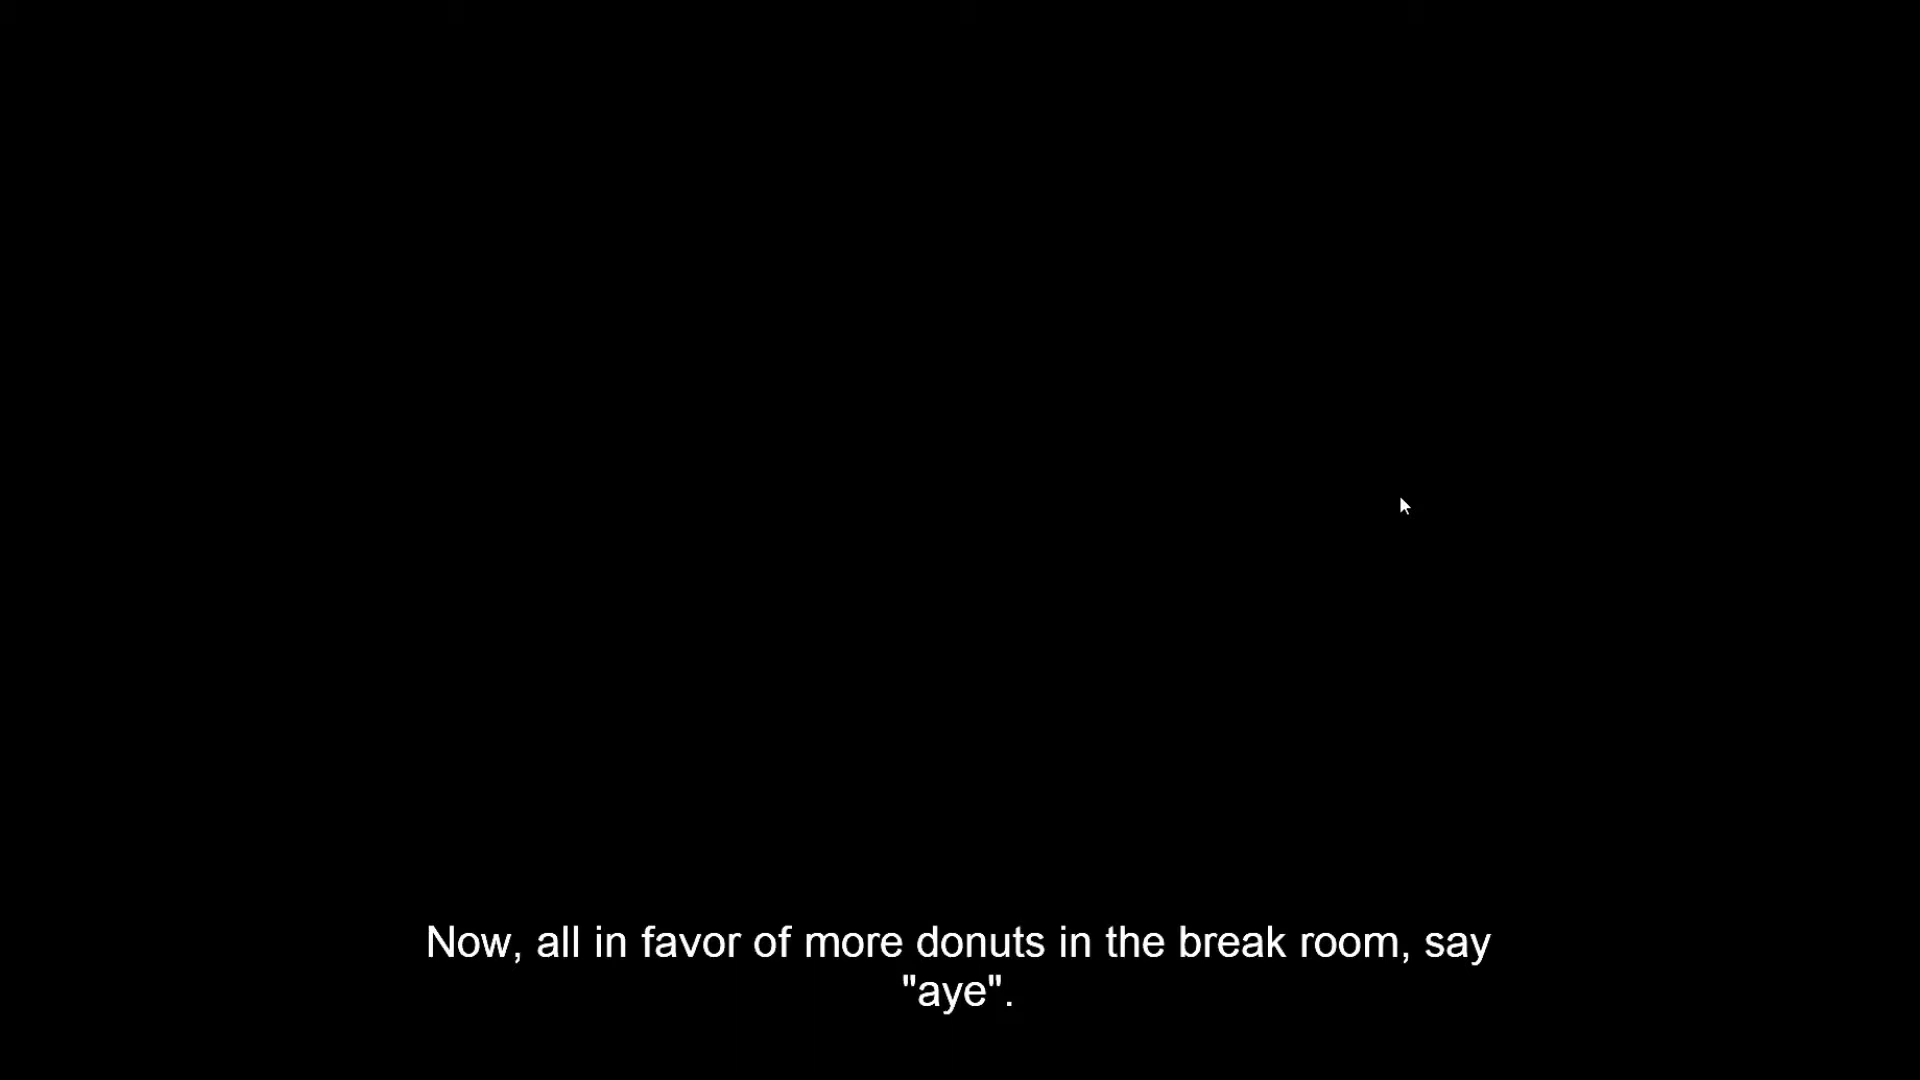 Now, all in favor of more donuts in the break room, say
"aye".